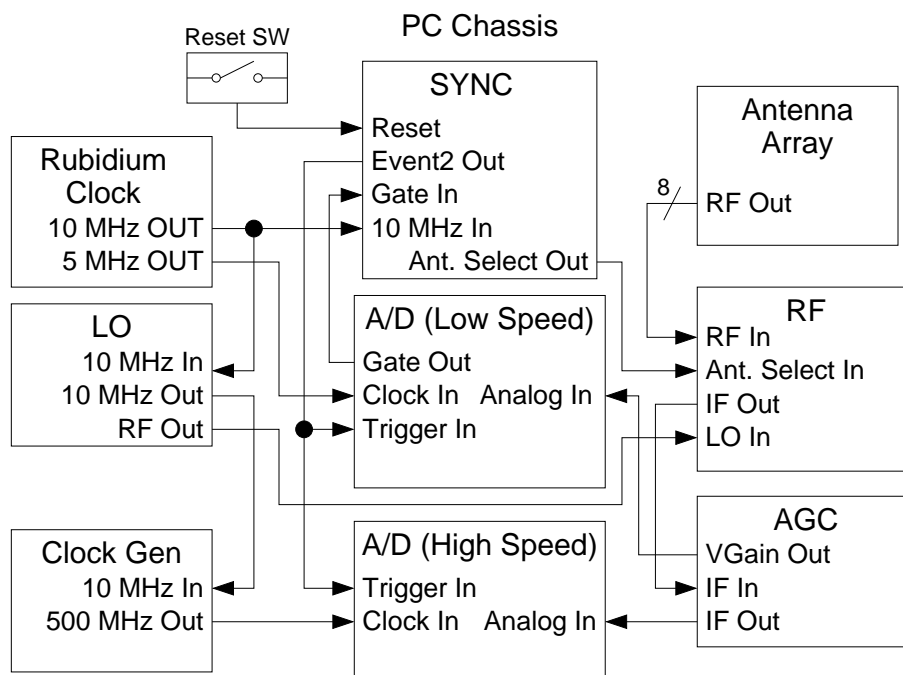 PC Chassis
Reset SW
SYNC
Reset
Event2 Out
Gate In
10 MHz In
Ant. Select Out
Antenna
Array
8
RF Out
Rubidium
Clock
10 MHz OUT
5 MHz OUT
LO
10 MHz In
10 MHz Out
RF Out
A/D (Low Speed)
Gate Out
Clock In
Analog In
Trigger In
RF
RF In
Ant. Select In
IF Out
LO In
Clock Gen
10 MHz In
500 MHz Out
A/D (High Speed)
Trigger In
Clock In
Analog In
AGC
VGain Out
IF In
IF Out